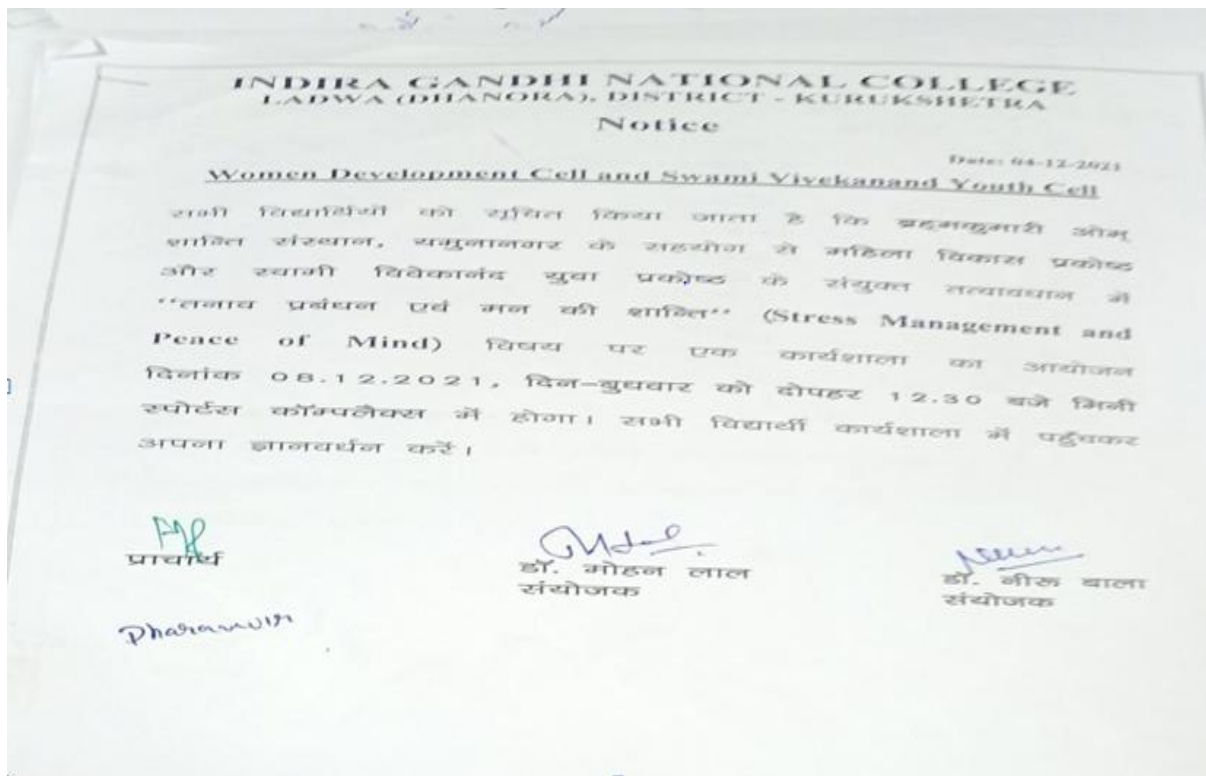 INDIRA GANDHI NATIONAL COLLEGE
LADWA (DHANORA), DISTRICT - KURUKSHETRA
Notice
Date: 04-12-2021
Women Development Cell and Swami Vivekanand Youth Cell
सभी विद्यार्थियों को सूचित किया जाता है कि ब्रह्मकुमारी ओम्
शान्ति संस्थान, यमुनानगर के सहयोग से महिला विकास प्रकोष्ठ
और स्वामी विवेकानंद युवा प्रकोष्ठ के संयुक्त तत्वावधान में
‘‘तनाव प्रबंधन एवं मन की शान्ति‘‘ (Stress Management and
Peace of Mind) विषय पर एक कार्यशाला का आयोजन
दिनांक 08.12.2021, दिन–बुधवार को दोपहर 12.30 बजे मिनी
स्पोर्टस कॉम्पलैक्स में होगा। सभी विद्यार्थी कार्यशाला में पहुँचकर
अपना ज्ञानवर्धन करें।
प्राचार्य
डॉ. मोहन लाल
संयोजक
डॉ. नीरू बाला
संयोजक